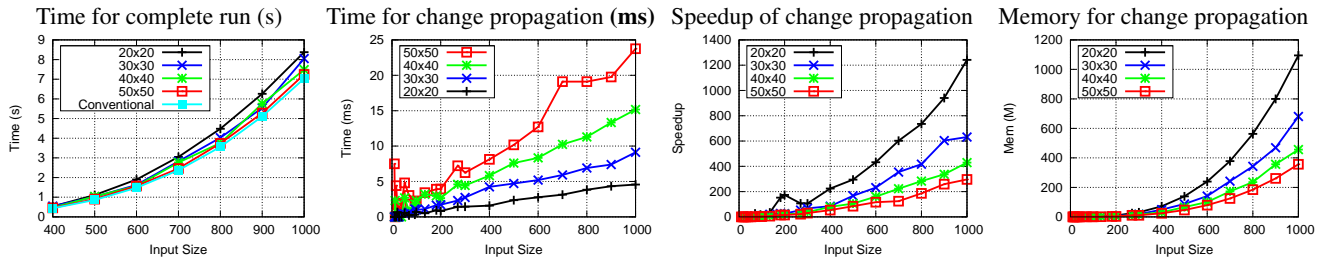 Time for complete run (s)
9
8
7
6
5
4
3
2
1
0
400 500 600 700 800 900 1000
Time (s)
Input Size
20x20
30x30
40x40
50x50
Conventional
Time for change propagation (ms)
25
20
15
10
5
0
0 200 400 600 800 1000
Time (ms)
Input Size
50x50
40x40
30x30
20x20
Speedup of change propagation
1400
1200
1000
800
600
400
200
0
0 200 400 600 800 1000
Speedup
Input Size
20x20
30x30
40x40
50x50
Memory for change propagation
1200
1000
800
600
400
200
0
0 200 400 600 800 1000
Mem (M)
Input Size
20x20
30x30
40x40
50x50